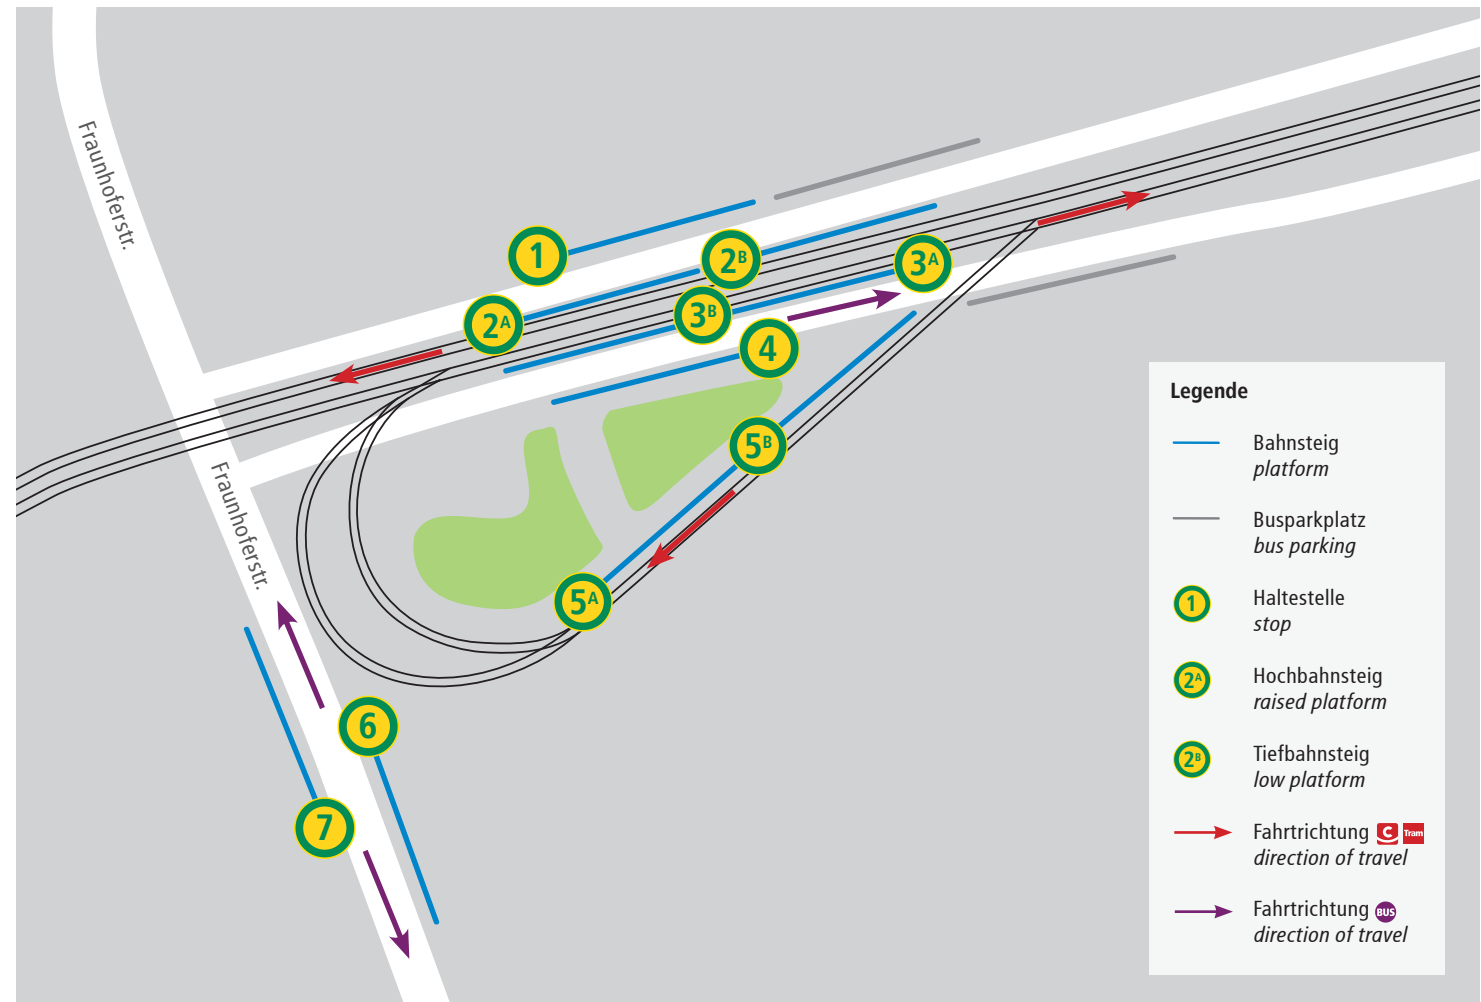 Fraunhoferstr.
1
2B
3A
2A
3B
4
5B
Fraunhoferstr.
5A
6
7
Legende
Bahnsteig
platform
Busparkplatz
bus parking
1
Haltestelle
stop
2A
Hochbahnsteig
raised platform
2B
Tiefbahnsteig
low platform
Fahrtrichtung C Tram
direction of travel
Fahrtrichtung BUS
direction of travel